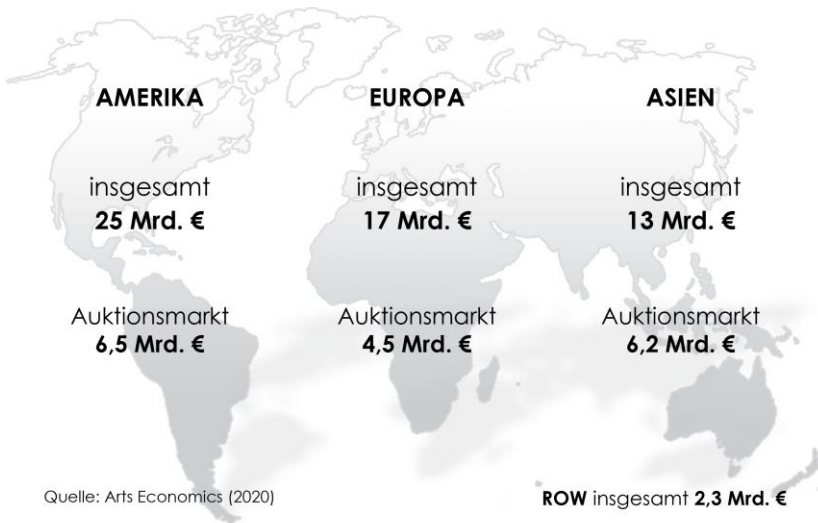 AMERIKA
insgesamt
25 Mrd. €
Auktionsmarkt
6,5 Mrd. €
EUROPA
insgesamt
17 Mrd. €
Auktionsmarkt
4,5 Mrd. €
ASIEN
insgesamt
13 Mrd. €
Auktionsmarkt
6,2 Mrd. €
Quelle: Arts Economics (2020)
ROW insgesamt 2,3 Mrd. €